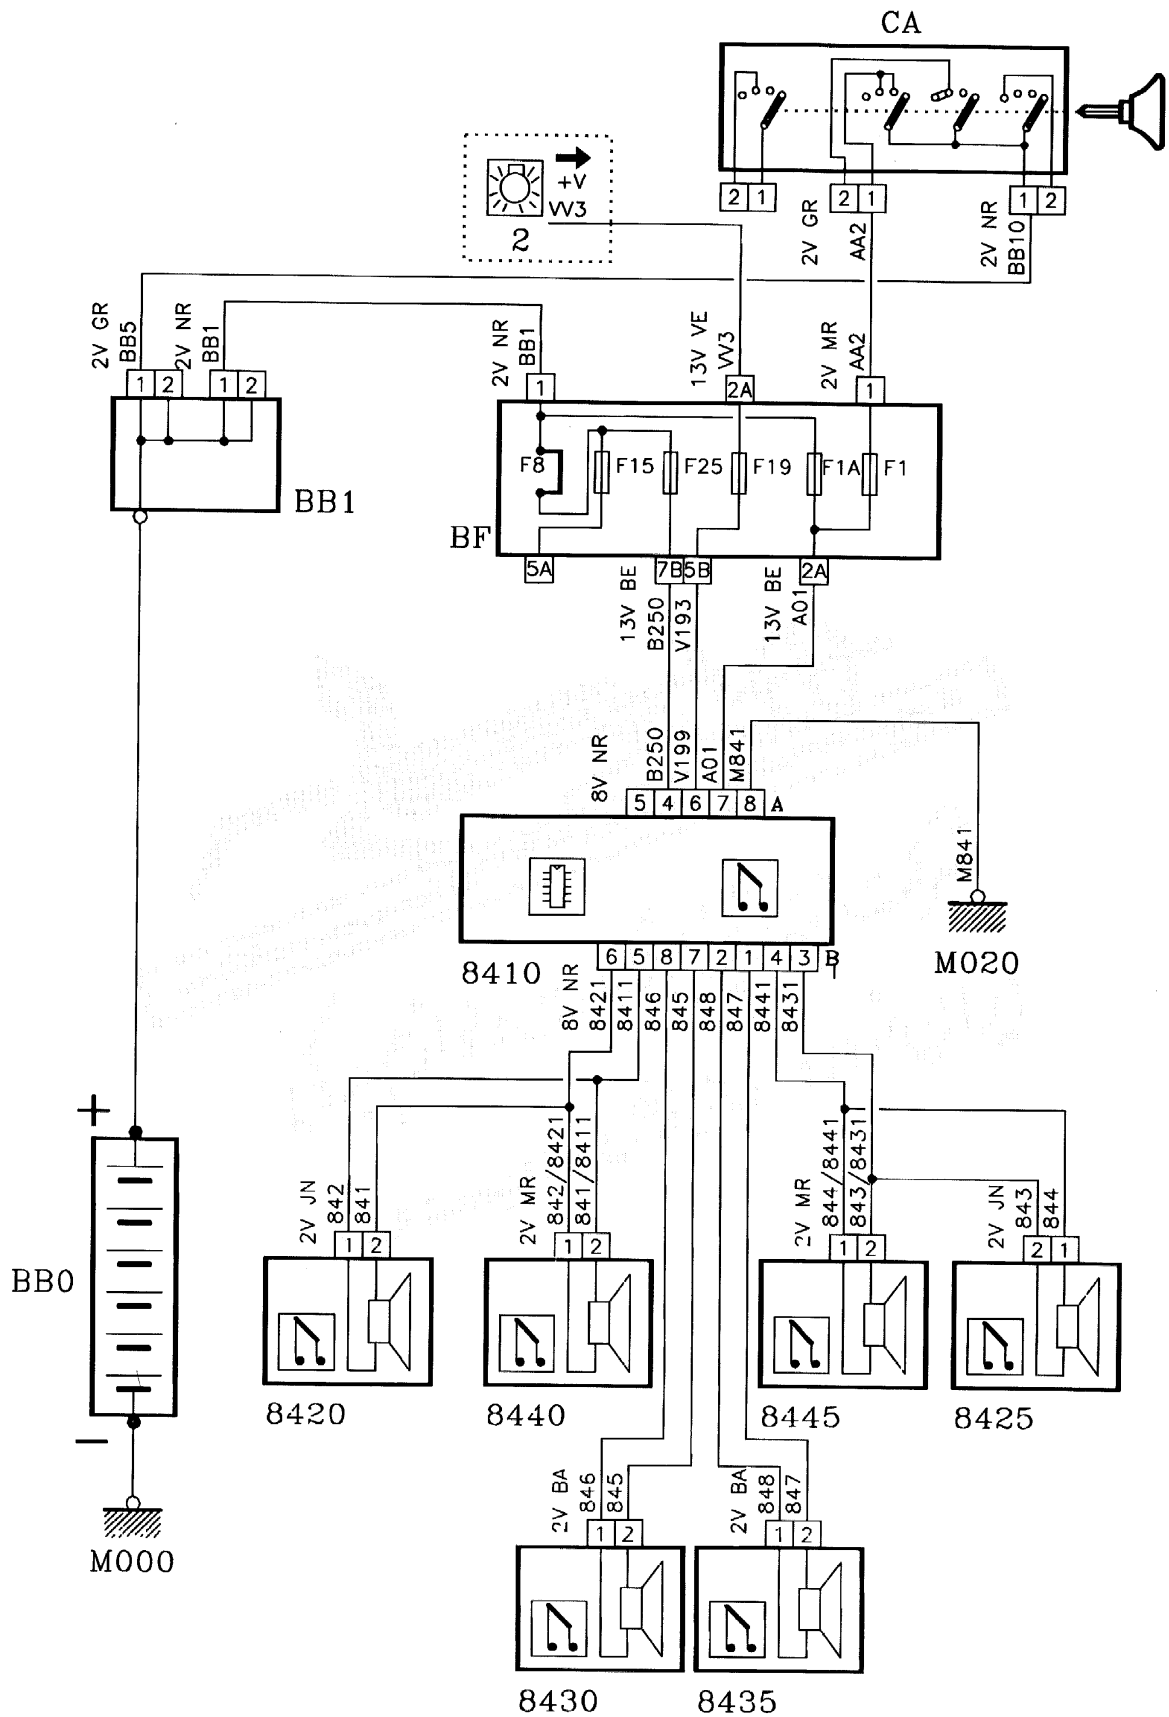 CA
2 1
2 1
1 2
+V
VV3
2
2V GR
AA2
2V NR
BB10
2V GR
BB5
2V NR
BB1
2V NR
BB1
13V VE
VV3
2V MR
AA2
1 2
1 2
1
2A
1
F8
F15
F25
F19
F1A
F1
BB1
BF
5A
7B
5B
2A
13V BE
B250
V193
13V BE
A01
8V NR
B250
V199
A01
M841
5 4 6 7 8 A
M841
8410
M020
6 5 8 7 2 1 4 3 B
8V NR
8421
8411
846
845
848
847
8441
8431
+
2V JN
842
841
2V MR
842/8421
841/8411
2V MR
844/8441
843/8431
2V JN
843
844
1 2
1 2
1 2
2 1
BB0
8420
8440
8445
8425
−
2V BA
846
845
2V BA
848
847
1 2
1 2
M000
8430
8435